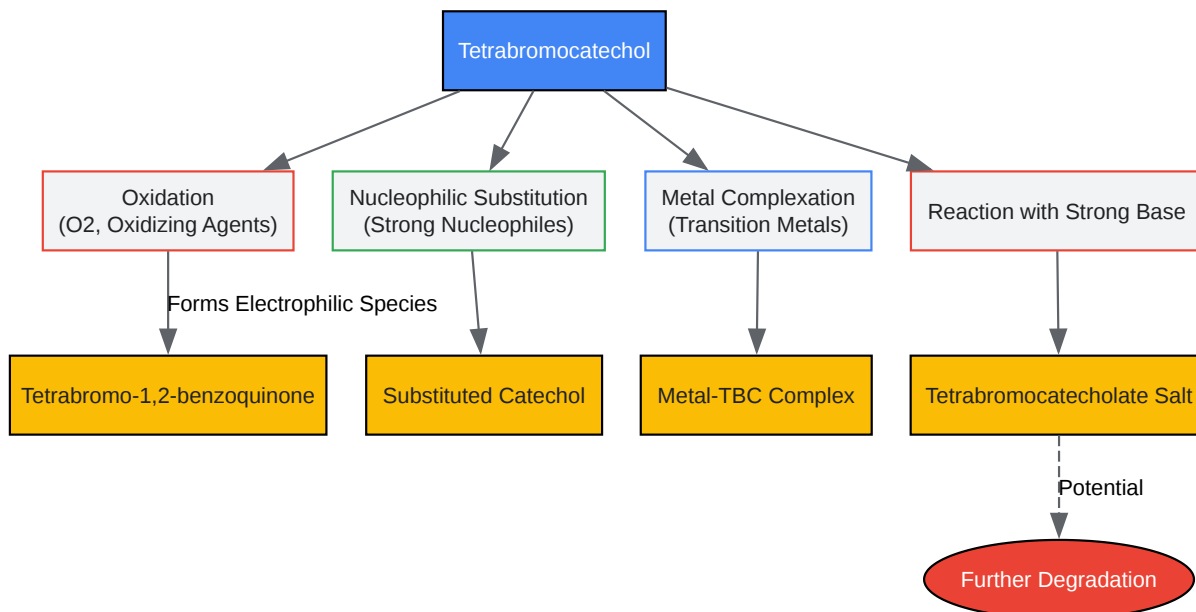 Tetrabromocatechol
Oxidation
(O2, Oxidizing Agents)
Nucleophilic Substitution
(Strong Nucleophiles)
Metal Complexation
(Transition Metals)
Reaction with Strong Base
Forms Electrophilic Species
Tetrabromo-1,2-benzoquinone
Substituted Catechol
Metal-TBC Complex
Tetrabromocatecholate Salt
Potential
Further Degradation